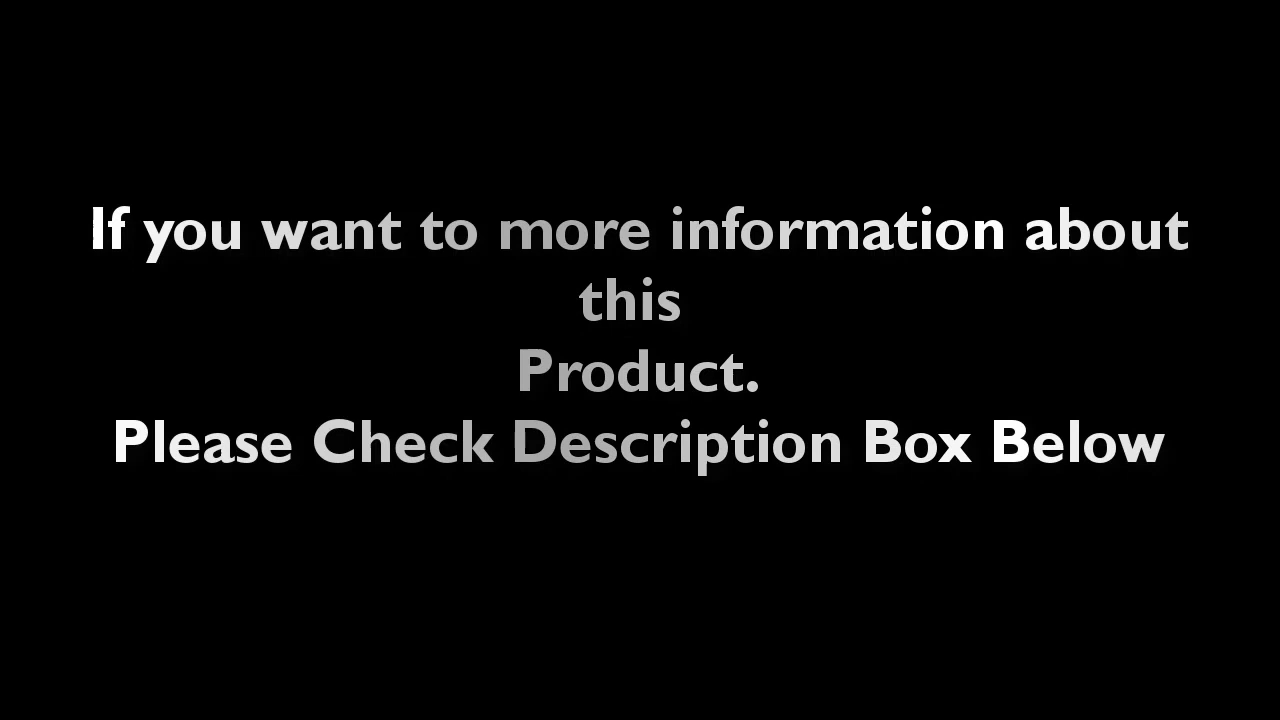 If you want to more information about
this
Product.
Please Check Description Box Below